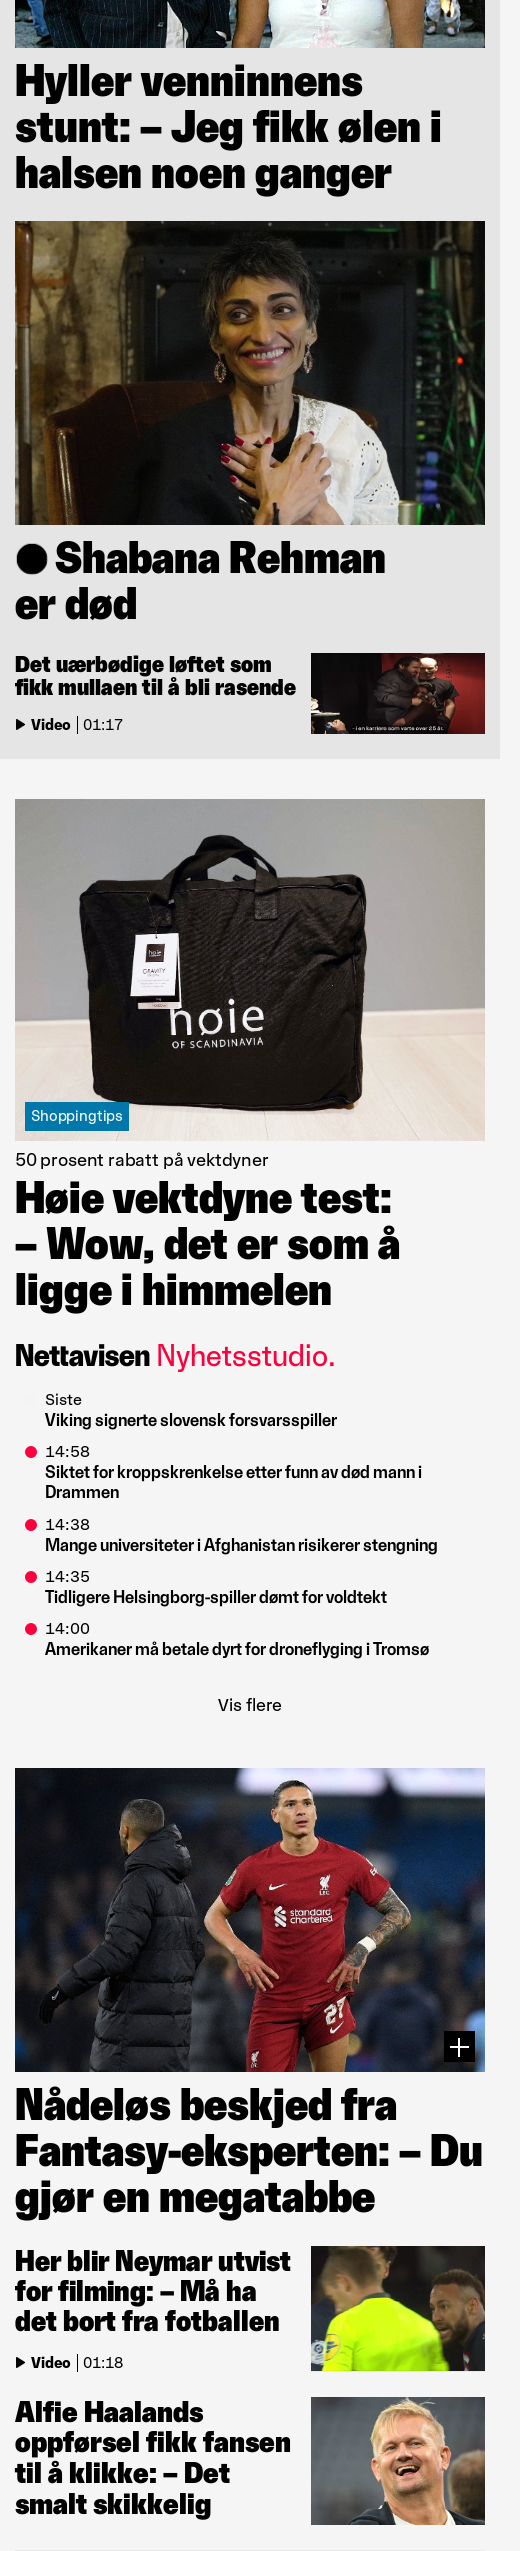 Hyller venninnens
stunt: – Jeg fikk ølen i
halsen noen ganger
Shabana Rehman
er død
Det uærbødige løftet som
fikk mullaen til å bli rasende
Video | 01:17
- i en karriere som varte over 25 år.
høie
GRAVITY
høie
OF SCANDINAVIA
Shoppingtips
50 prosent rabatt på vektdyner
Høie vektdyne test:
– Wow, det er som å
ligge i himmelen
Nettavisen Nyhetsstudio.
Siste
Viking signerte slovensk forsvarsspiller
14:58
Siktet for kroppskrenkelse etter funn av død mann i
Drammen
14:38
Mange universiteter i Afghanistan risikerer stengning
14:35
Tidligere Helsingborg-spiller dømt for voldtekt
14:00
Amerikaner må betale dyrt for droneflyging i Tromsø
Vis flere
L.F.C.
standard
chartered
27
Nådeløs beskjed fra
Fantasy-eksperten: – Du
gjør en megatabbe
Her blir Neymar utvist
for filming: – Må ha
det bort fra fotballen
Video | 01:18
Alfie Haalands
oppførsel fikk fansen
til å klikke: – Det
smalt skikkelig